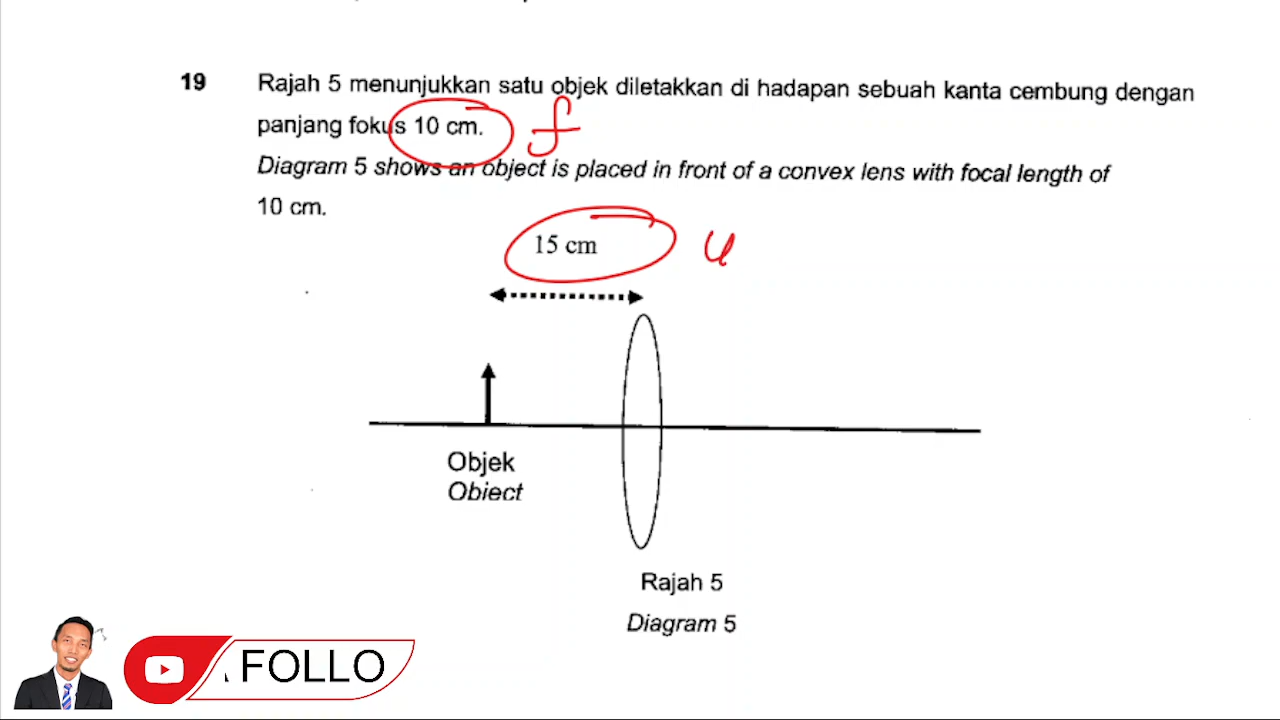 19 Rajah 5 menunjukkan satu objek diletakkan di hadapan sebuah kanta cembung dengan
panjang fokus 10 cm. f
Diagram 5 shows an object is placed in front of a convex lens with focal length of
10 cm.
15 cm u
Objek
Obiect
Rajah 5
Diagram 5
FOLLO